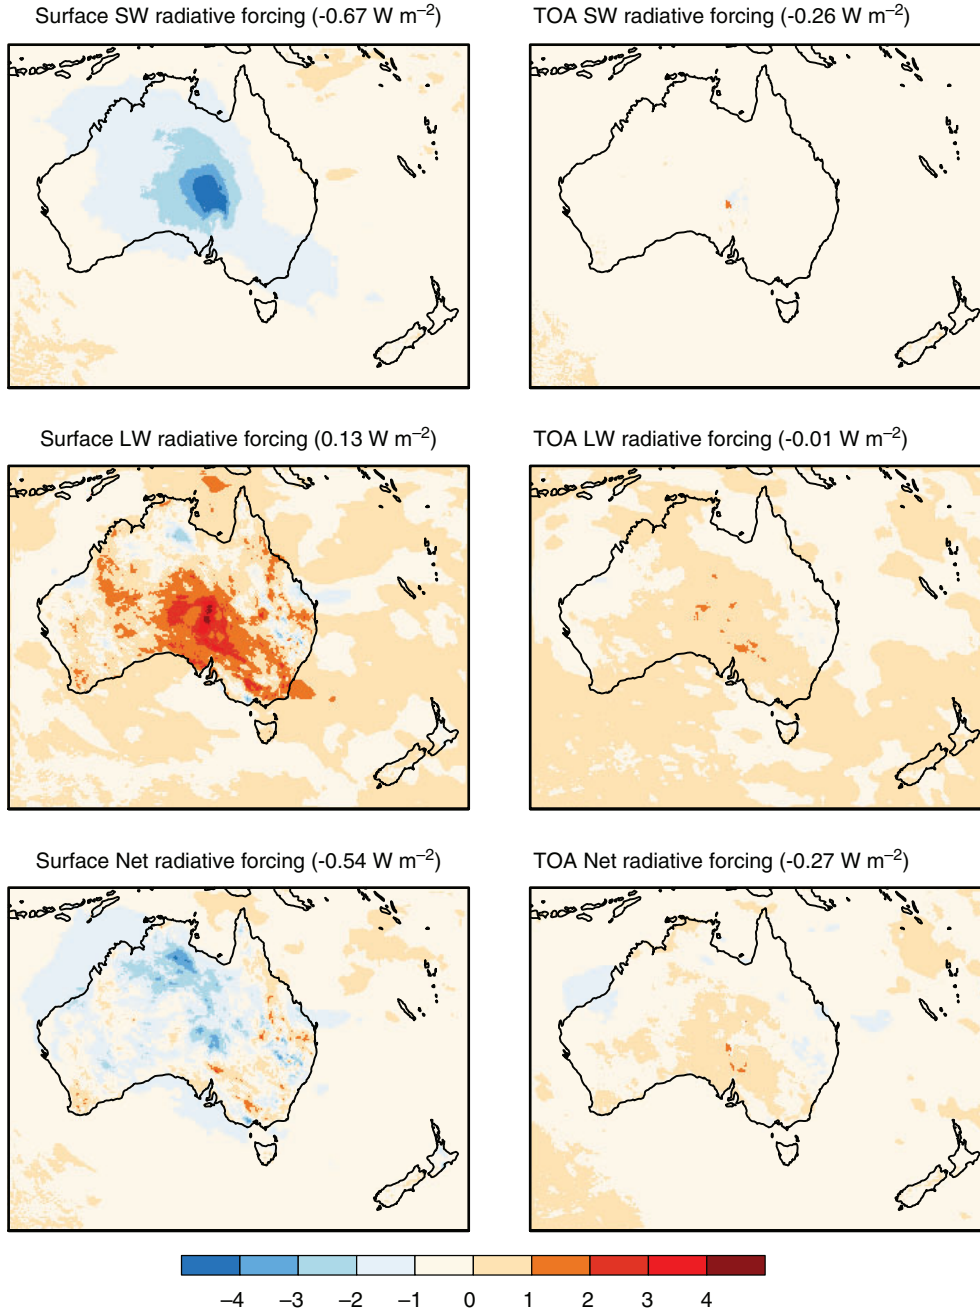 Surface SW radiative forcing (-0.67 W m⁻²)
TOA SW radiative forcing (-0.26 W m⁻²)
Surface LW radiative forcing (0.13 W m⁻²)
TOA LW radiative forcing (-0.01 W m⁻²)
Surface Net radiative forcing (-0.54 W m⁻²)
TOA Net radiative forcing (-0.27 W m⁻²)
−4 −3 −2 −1 0 1 2 3 4